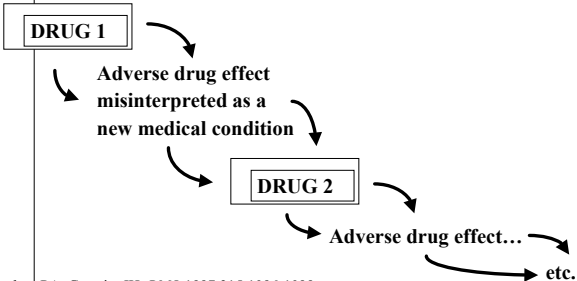 DRUG 1
Adverse drug effect
misinterpreted as a
new medical condition
DRUG 2
Adverse drug effect…
etc.